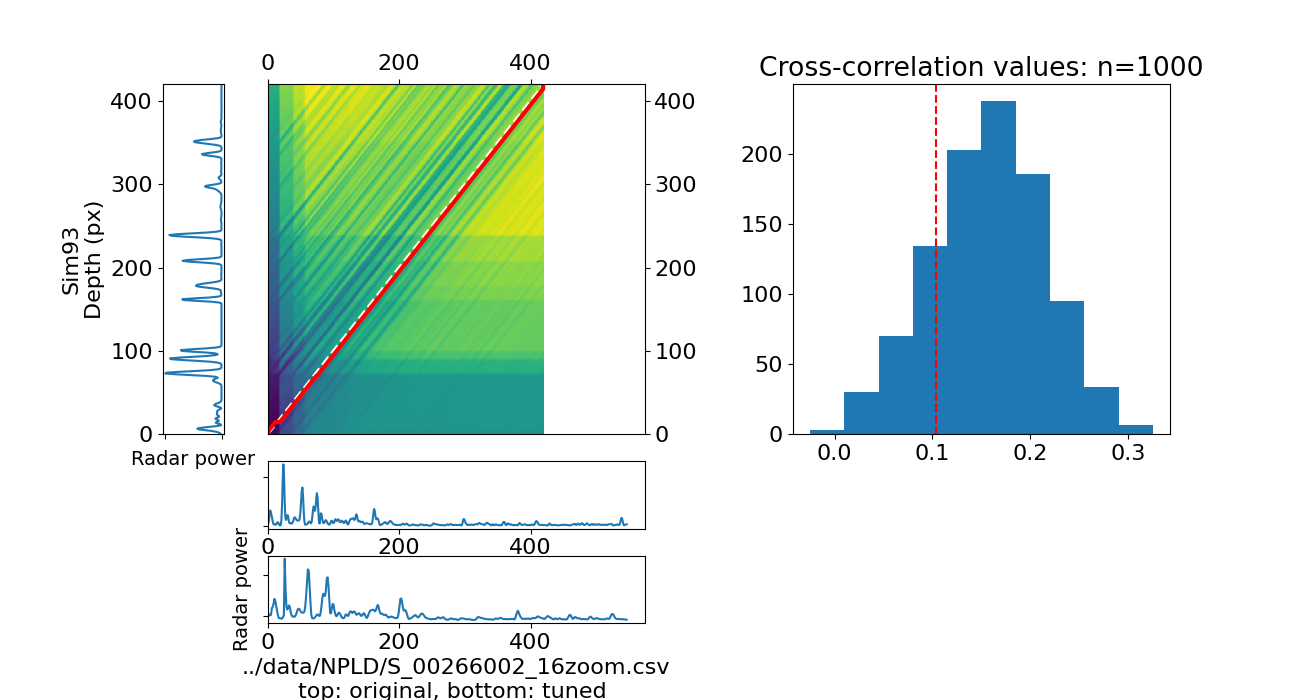 Cross-correlation values: n=1000
0 200 400
400
300
200
100
0
Sim93
Depth (px)
Radar power
400
300
200
100
0
200
150
100
50
0
0.0 0.1 0.2 0.3
0 200 400
Radar power
0 200 400
../data/NPLD/S_00266002_16zoom.csv
top: original, bottom: tuned